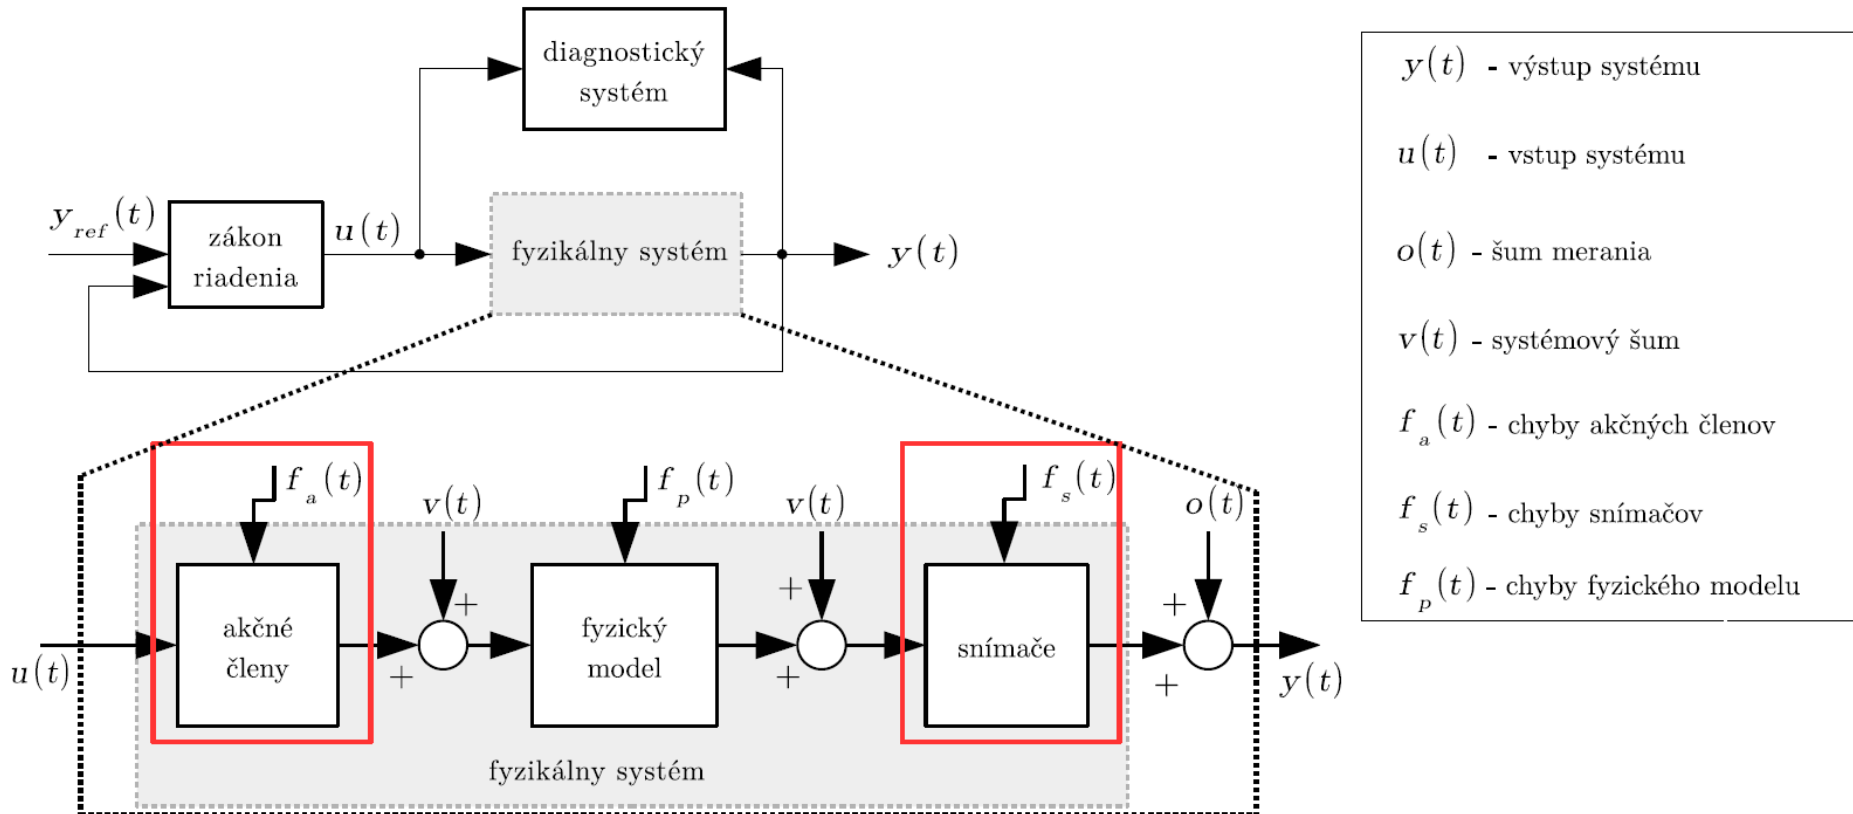 diagnostický
systém
y_ref(t)
zákon
riadenia
u(t)
fyzikálny systém
y(t)
f_a(t)
v(t)
f_p(t)
v(t)
f_s(t)
o(t)
u(t)
akčné
členy
+
+
fyzický
model
+
+
snímače
+
+
y(t)
fyzikálny systém
y(t) - výstup systému
u(t) - vstup systému
o(t) - šum merania
v(t) - systémový šum
f_a(t) - chyby akčných členov
f_s(t) - chyby snímačov
f_p(t) - chyby fyzického modelu